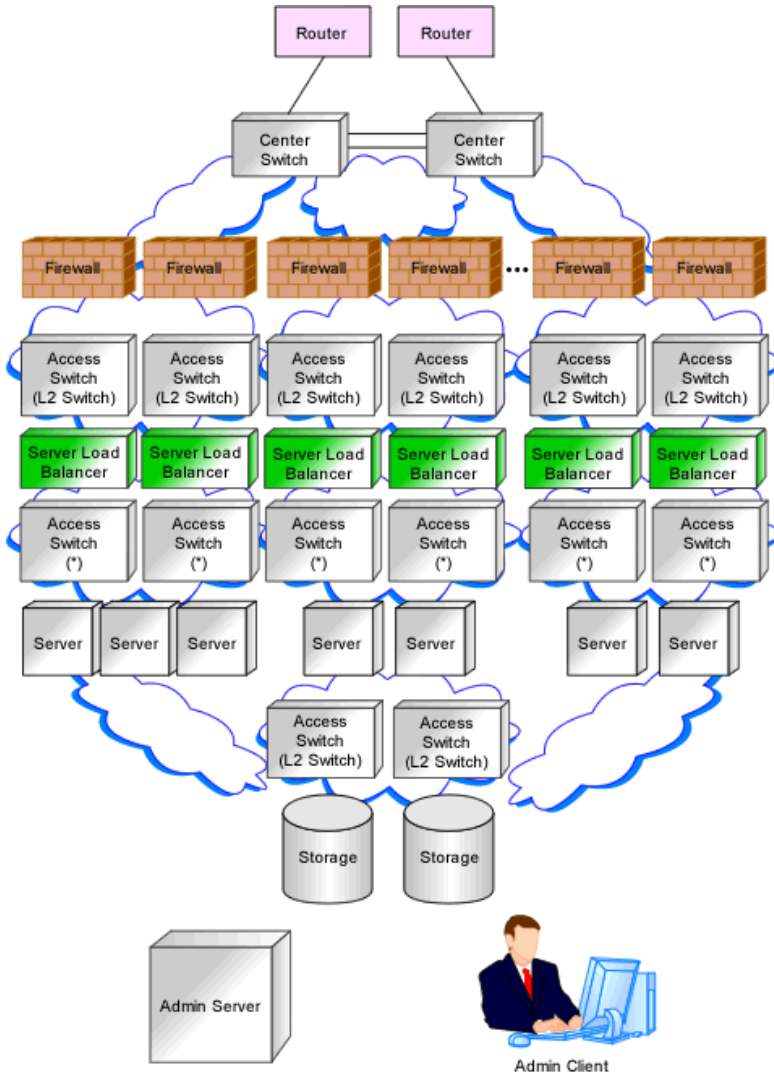 Router Router
Center Center
Switch Switch
Firewall Firewall Firewall Firewall ••• Firewall Firewall
Access Access Access Access Access Access
Switch Switch Switch Switch Switch Switch
(L2 Switch) (L2 Switch) (L2 Switch) (L2 Switch) (L2 Switch) (L2 Switch)
Server Load Server Load Server Load Server Load Server Load Server Load
Balancer Balancer Balancer Balancer Balancer Balancer
Access Access Access Access Access Access
Switch Switch Switch Switch Switch Switch
(*) (*) (*) (*) (*) (*)
Server Server Server Server Server Server Server
Access Access
Switch Switch
(L2 Switch) (L2 Switch)
Storage Storage
Admin Server
Admin Client